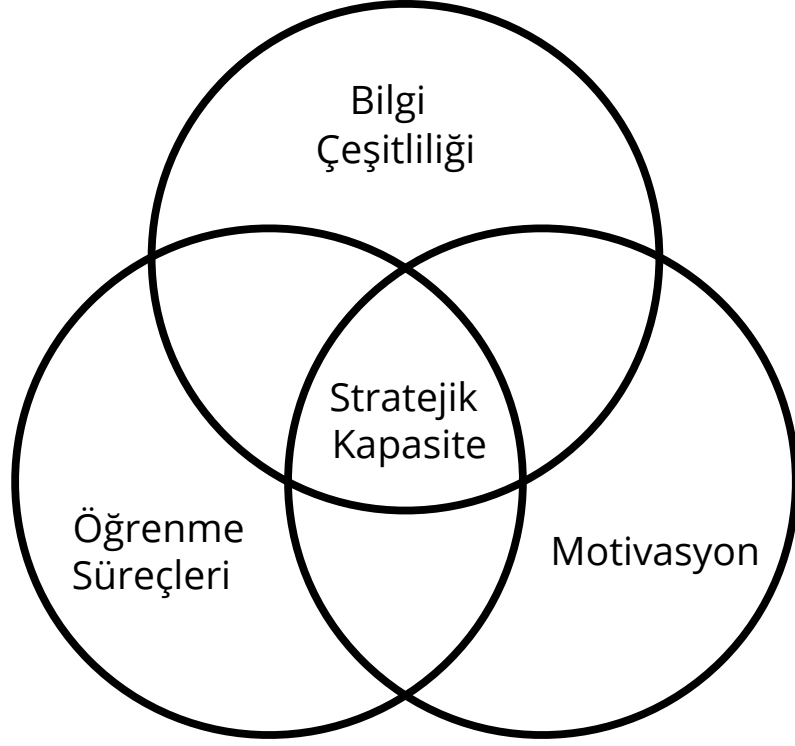 Bilgi
Çeşitliliği
Stratejik
Kapasite
Öğrenme
Süreçleri
Motivasyon